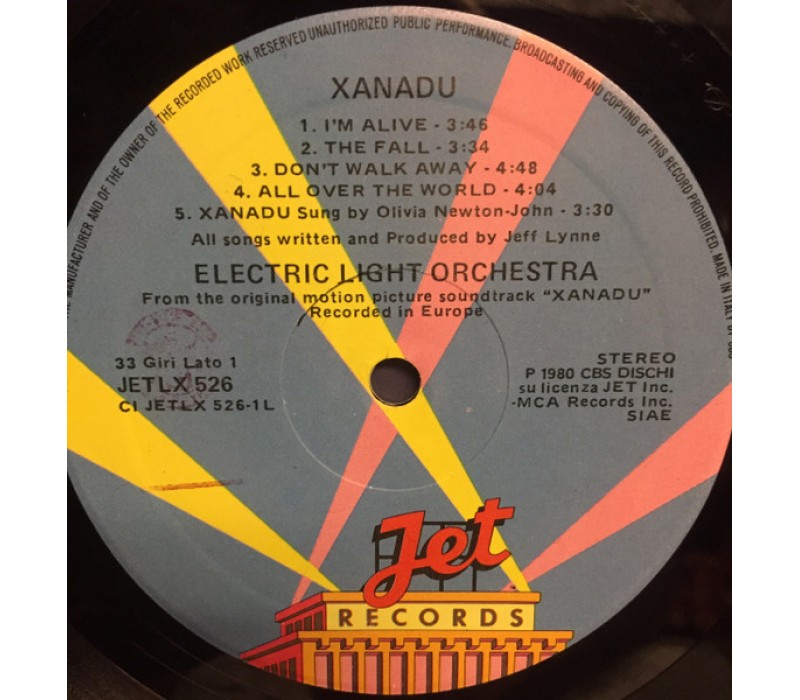 MANUFACTURER AND OF THE OWNER OF THE RECORDED WORK RESERVED UNAUTHORIZED PUBLIC PERFORMANCE, BROADCASTING AND COPYING OF THIS RECORD PROHIBITED. MADE IN ITALY BY
XANADU
1. I'M ALIVE - 3:46
2. THE FALL - 3:34
3. DON'T WALK AWAY - 4:48
4. ALL OVER THE WORLD - 4:04
5. XANADU Sung by Olivia Newton-John - 3:30
All songs written and Produced by Jeff Lynne
ELECTRIC LIGHT ORCHESTRA
From the original motion picture soundtrack "XANADU"
Recorded in Europe
33 Giri Lato 1
JETLX 526
CI JETLX 526-1L
STEREO
P 1980 CBS DISCHI
su licenza JET Inc.
-MCA Records Inc.
SIAE
Jet
RECORDS